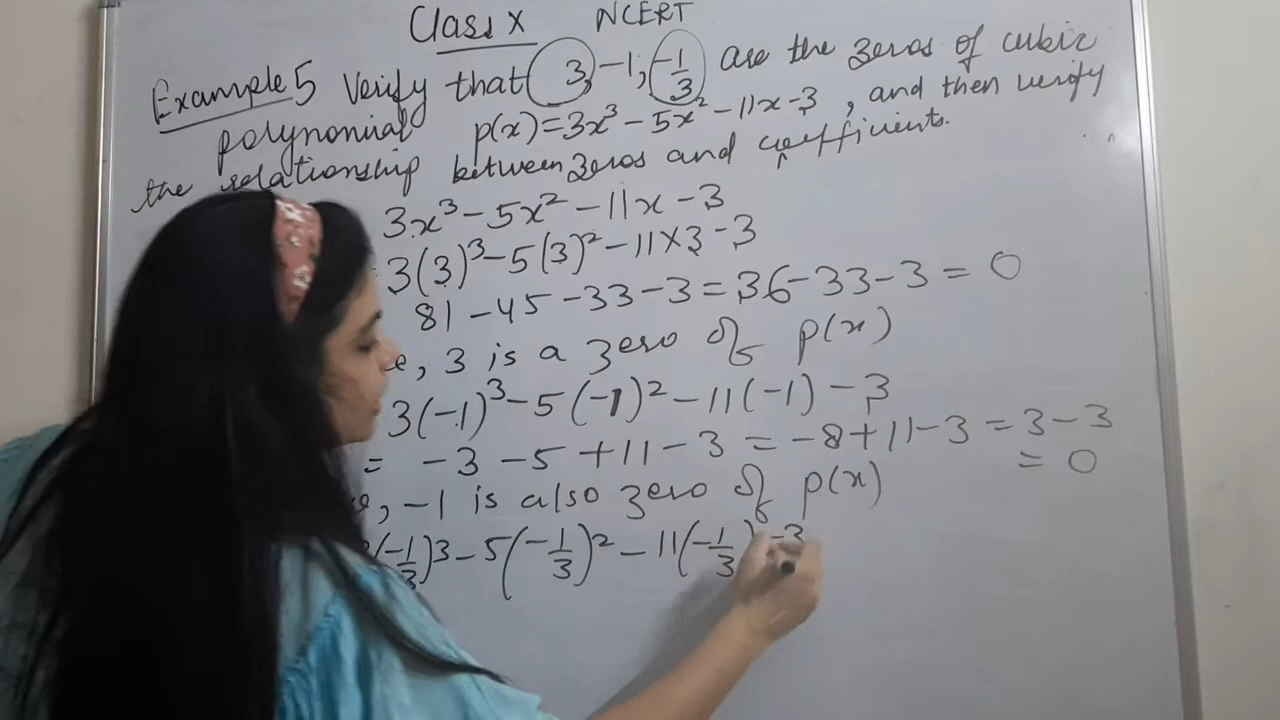 Class X NCERT
Example 5 Verify that 3, -1, -1/3 are the zeros of cubic
polynomial p(x) = 3x³ - 5x² - 11x - 3, and then verify
the relationship between zeros and coefficients.
3x³ - 5x² - 11x - 3
3(3)³ - 5(3)² - 11×3 - 3
81 - 45 - 33 - 3 = 36 - 33 - 3 = 0
, 3 is a zero of p(x)
3(-1)³ - 5(-1)² - 11(-1) - 3
= -3 - 5 + 11 - 3 = -8 + 11 - 3 = 3 - 3
= 0
, -1 is also zero of p(x)
(-1/3)³ - 5(-1/3)² - 11(-1/3) - 3